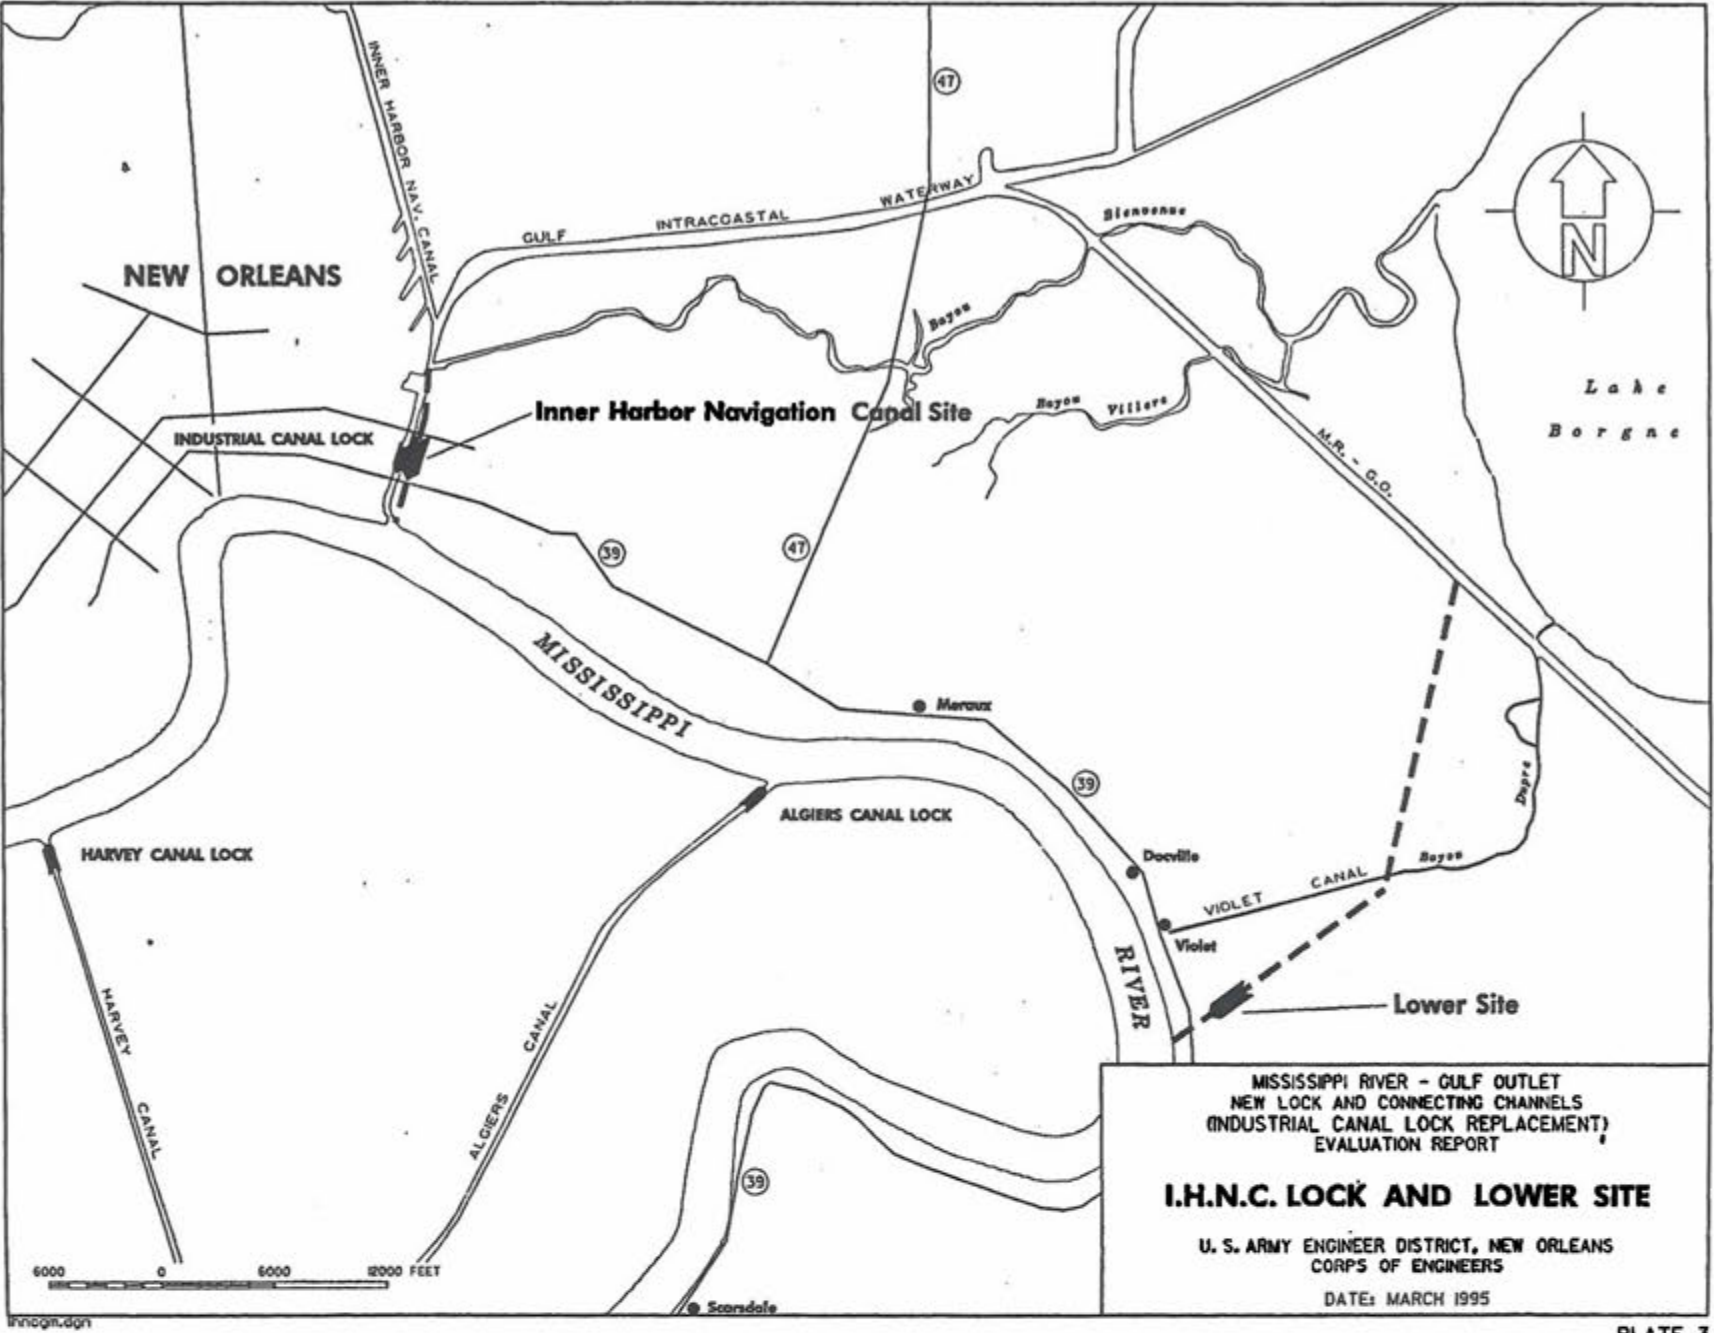 INNER HARBOR NAV. CANAL
47
GULF INTRACOASTAL WATERWAY
Bienvenue
N
NEW ORLEANS
Bayou
Lake
Borgne
Inner Harbor Navigation Canal Site
Bayou Villere
INDUSTRIAL CANAL LOCK
M.R. - G.O.
39
47
MISSISSIPPI
Meraux
39
Dupre
ALGIERS CANAL LOCK
HARVEY CANAL LOCK
Docville
Bayou
VIOLET CANAL
Violet
RIVER
Lower Site
HARVEY CANAL
ALGIERS CANAL
39
Scarsdale
6000 0 6000 12000 FEET
MISSISSIPPI RIVER - GULF OUTLET
NEW LOCK AND CONNECTING CHANNELS
(INDUSTRIAL CANAL LOCK REPLACEMENT)
EVALUATION REPORT
I.H.N.C. LOCK AND LOWER SITE
U. S. ARMY ENGINEER DISTRICT, NEW ORLEANS
CORPS OF ENGINEERS
DATE: MARCH 1995
PLATE 3